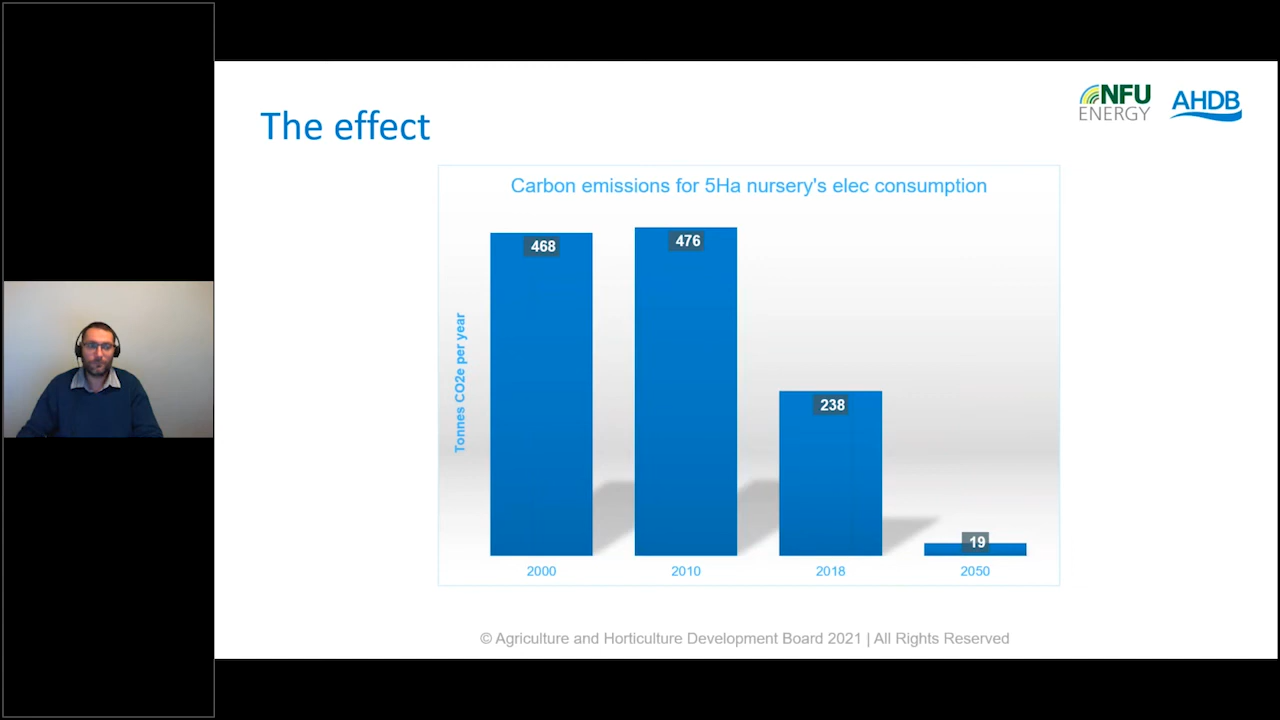 The effect
NFU
ENERGY
AHDB
Carbon emissions for 5Ha nursery's elec consumption
Tonnes CO2e per year
468
476
238
19
2000
2010
2018
2050
© Agriculture and Horticulture Development Board 2021 | All Rights Reserved